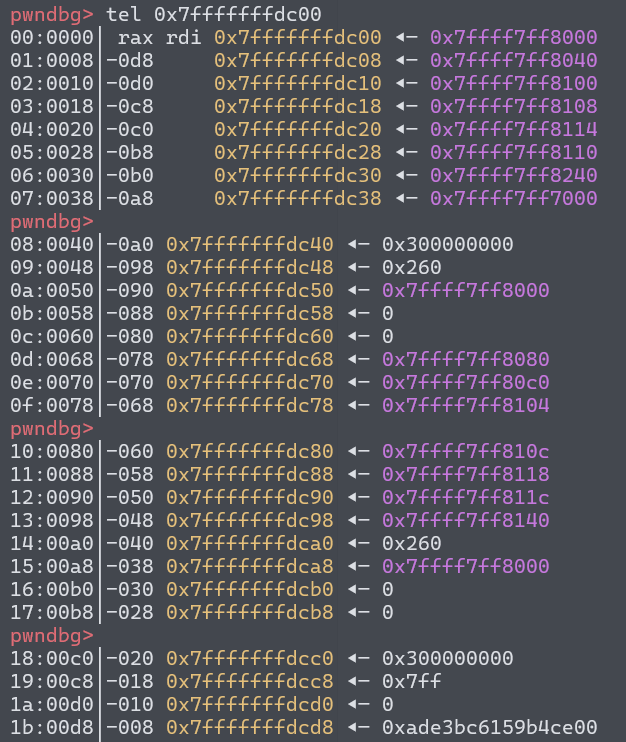 pwndbg> tel 0x7fffffffdc00
00:0000│ rax rdi 0x7fffffffdc00 ◂— 0x7ffff7ff8000
01:0008│-0d8     0x7fffffffdc08 ◂— 0x7ffff7ff8040
02:0010│-0d0     0x7fffffffdc10 ◂— 0x7ffff7ff8100
03:0018│-0c8     0x7fffffffdc18 ◂— 0x7ffff7ff8108
04:0020│-0c0     0x7fffffffdc20 ◂— 0x7ffff7ff8114
05:0028│-0b8     0x7fffffffdc28 ◂— 0x7ffff7ff8110
06:0030│-0b0     0x7fffffffdc30 ◂— 0x7ffff7ff8240
07:0038│-0a8     0x7fffffffdc38 ◂— 0x7ffff7ff7000
pwndbg>
08:0040│-0a0 0x7fffffffdc40 ◂— 0x300000000
09:0048│-098 0x7fffffffdc48 ◂— 0x260
0a:0050│-090 0x7fffffffdc50 ◂— 0x7ffff7ff8000
0b:0058│-088 0x7fffffffdc58 ◂— 0
0c:0060│-080 0x7fffffffdc60 ◂— 0
0d:0068│-078 0x7fffffffdc68 ◂— 0x7ffff7ff8080
0e:0070│-070 0x7fffffffdc70 ◂— 0x7ffff7ff80c0
0f:0078│-068 0x7fffffffdc78 ◂— 0x7ffff7ff8104
pwndbg>
10:0080│-060 0x7fffffffdc80 ◂— 0x7ffff7ff810c
11:0088│-058 0x7fffffffdc88 ◂— 0x7ffff7ff8118
12:0090│-050 0x7fffffffdc90 ◂— 0x7ffff7ff811c
13:0098│-048 0x7fffffffdc98 ◂— 0x7ffff7ff8140
14:00a0│-040 0x7fffffffdca0 ◂— 0x260
15:00a8│-038 0x7fffffffdca8 ◂— 0x7ffff7ff8000
16:00b0│-030 0x7fffffffdcb0 ◂— 0
17:00b8│-028 0x7fffffffdcb8 ◂— 0
pwndbg>
18:00c0│-020 0x7fffffffdcc0 ◂— 0x300000000
19:00c8│-018 0x7fffffffdcc8 ◂— 0x7ff
1a:00d0│-010 0x7fffffffdcd0 ◂— 0
1b:00d8│-008 0x7fffffffdcd8 ◂— 0xade3bc6159b4ce00